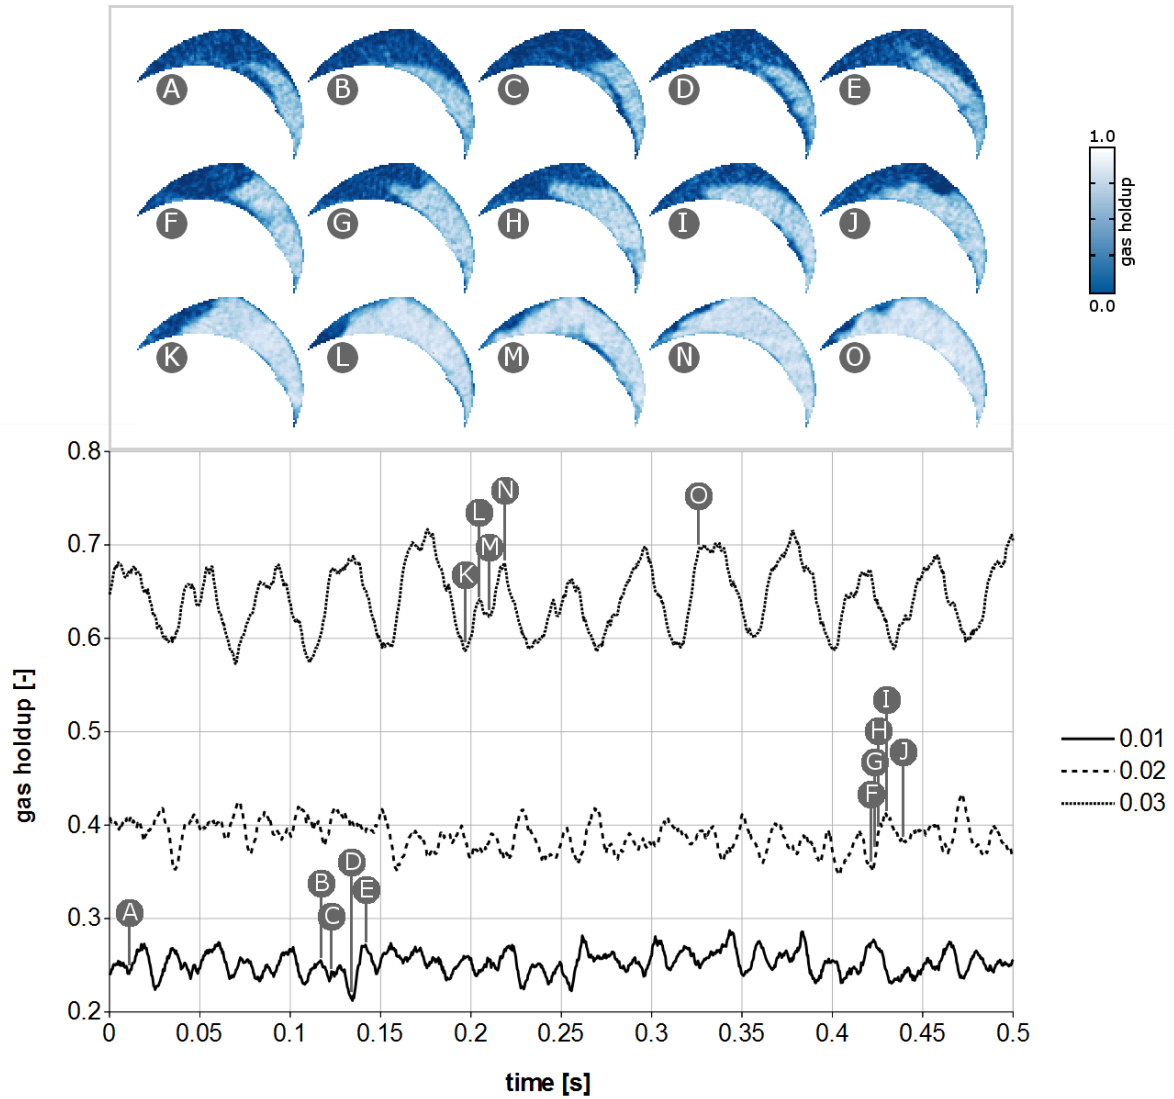 A B C D E
1.0
F G H I J
gas holdup
0.0
K L M N O
0.8
N
O
L
0.7
M
K
0.6
I
gas holdup [-]
H
0.5
J
G
0.01
F
0.02
0.03
0.4
D
B
E
C
A
0.3
0.2
0 0.05 0.1 0.15 0.2 0.25 0.3 0.35 0.4 0.45 0.5
time [s]